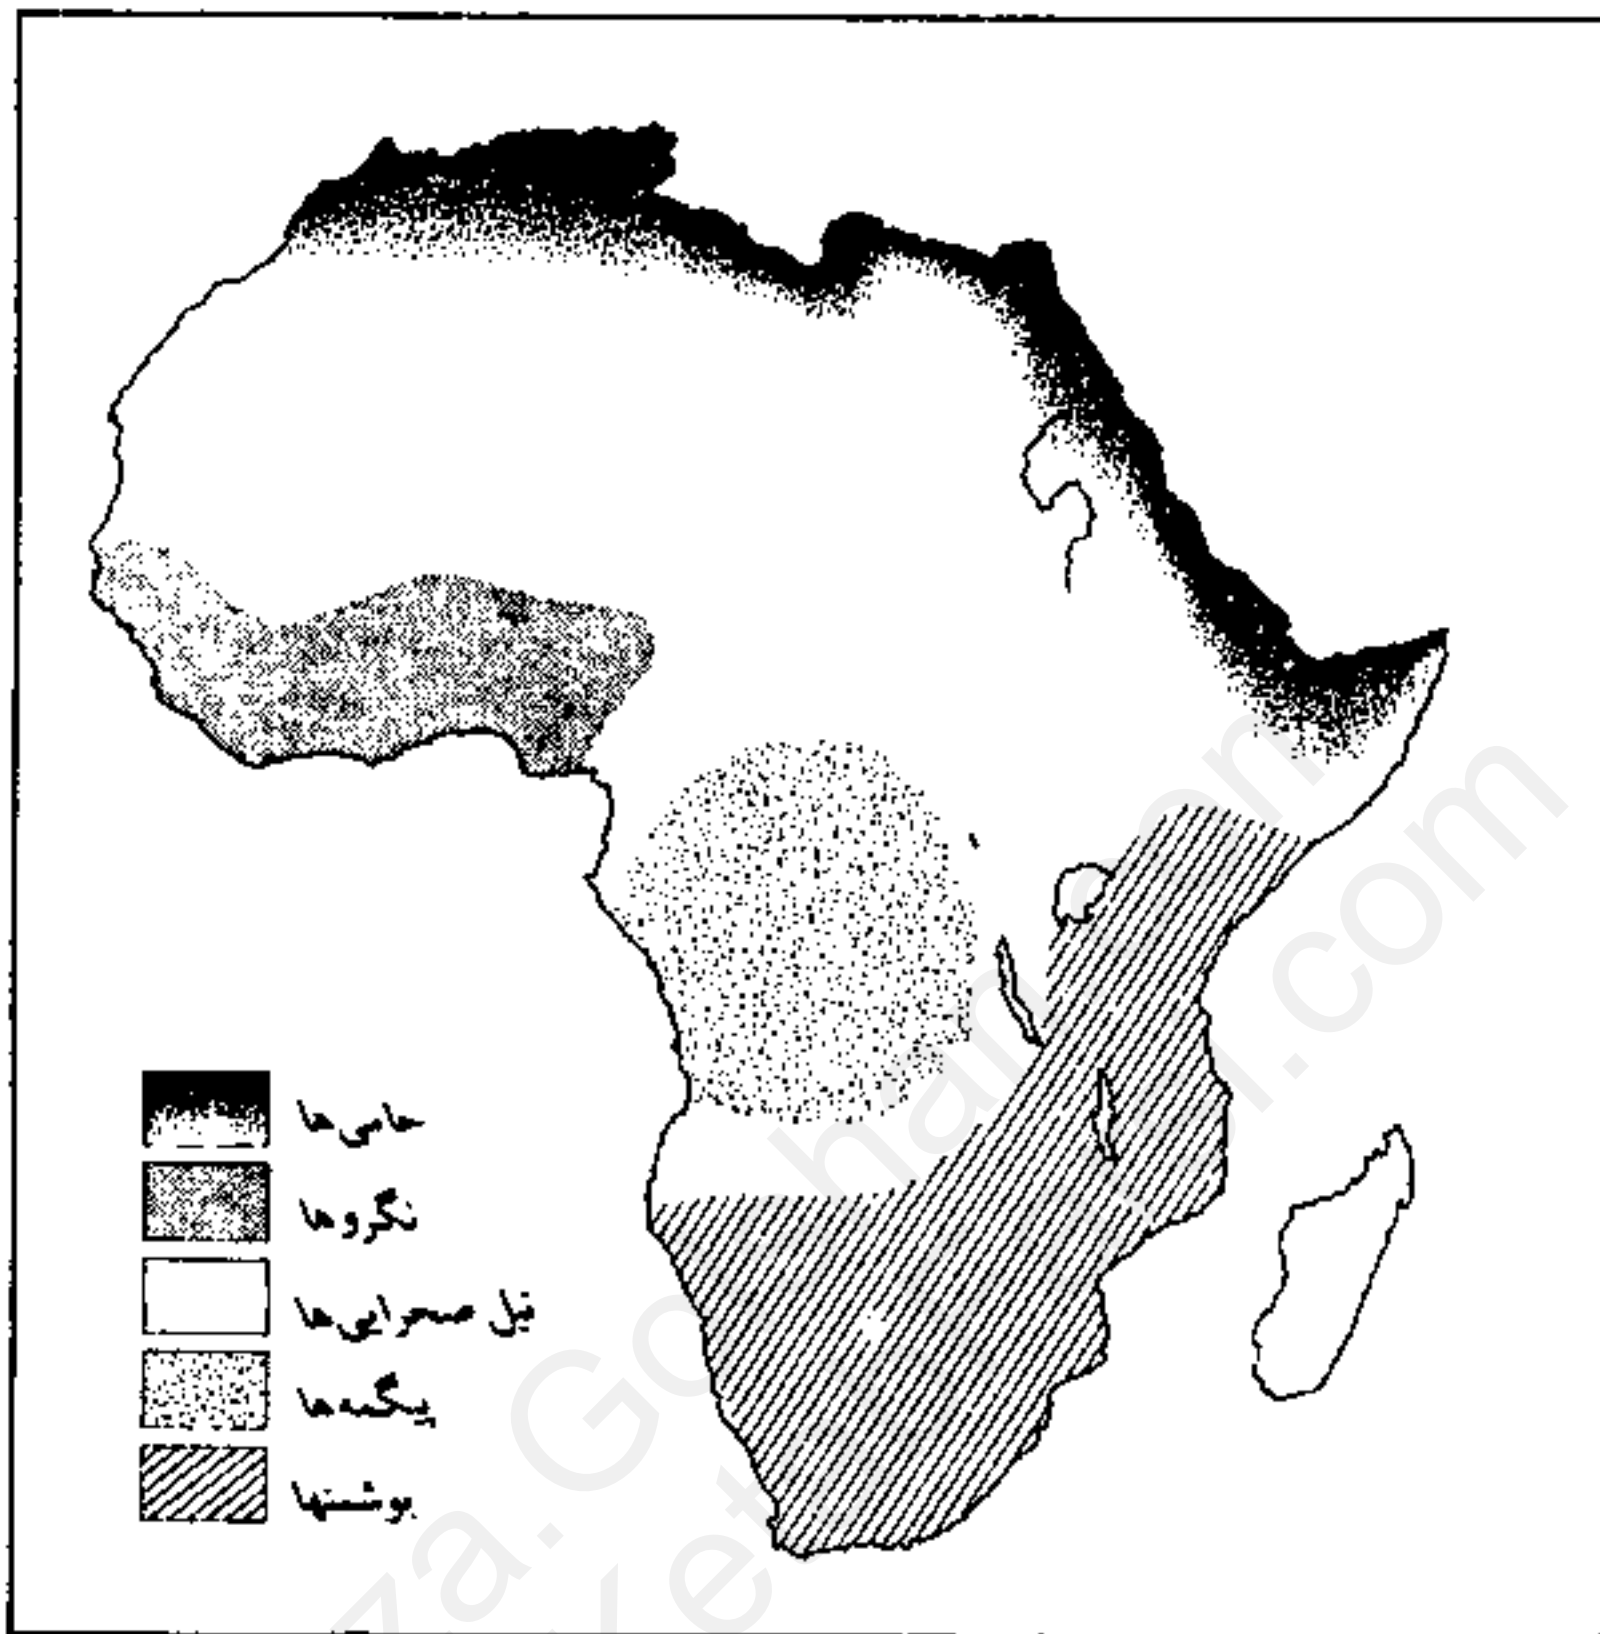 حامی‌ها
نگروها
نیل صحرایی‌ها
پیگمه‌ها
بوشمنها